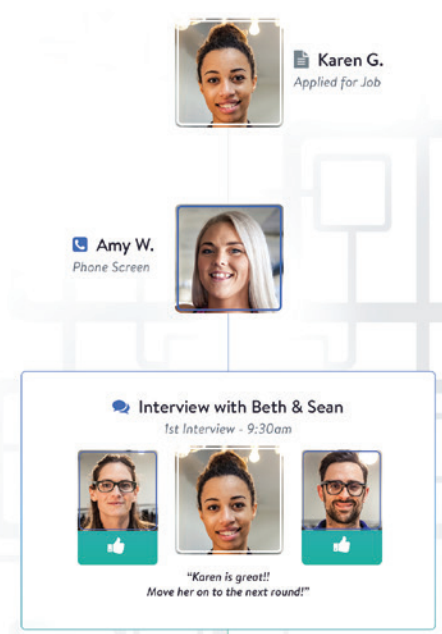 Karen G.
Applied for Job
Amy W.
Phone Screen
Interview with Beth & Sean
1st Interview - 9:30am
“Karen is great!!
Move her on to the next round!”